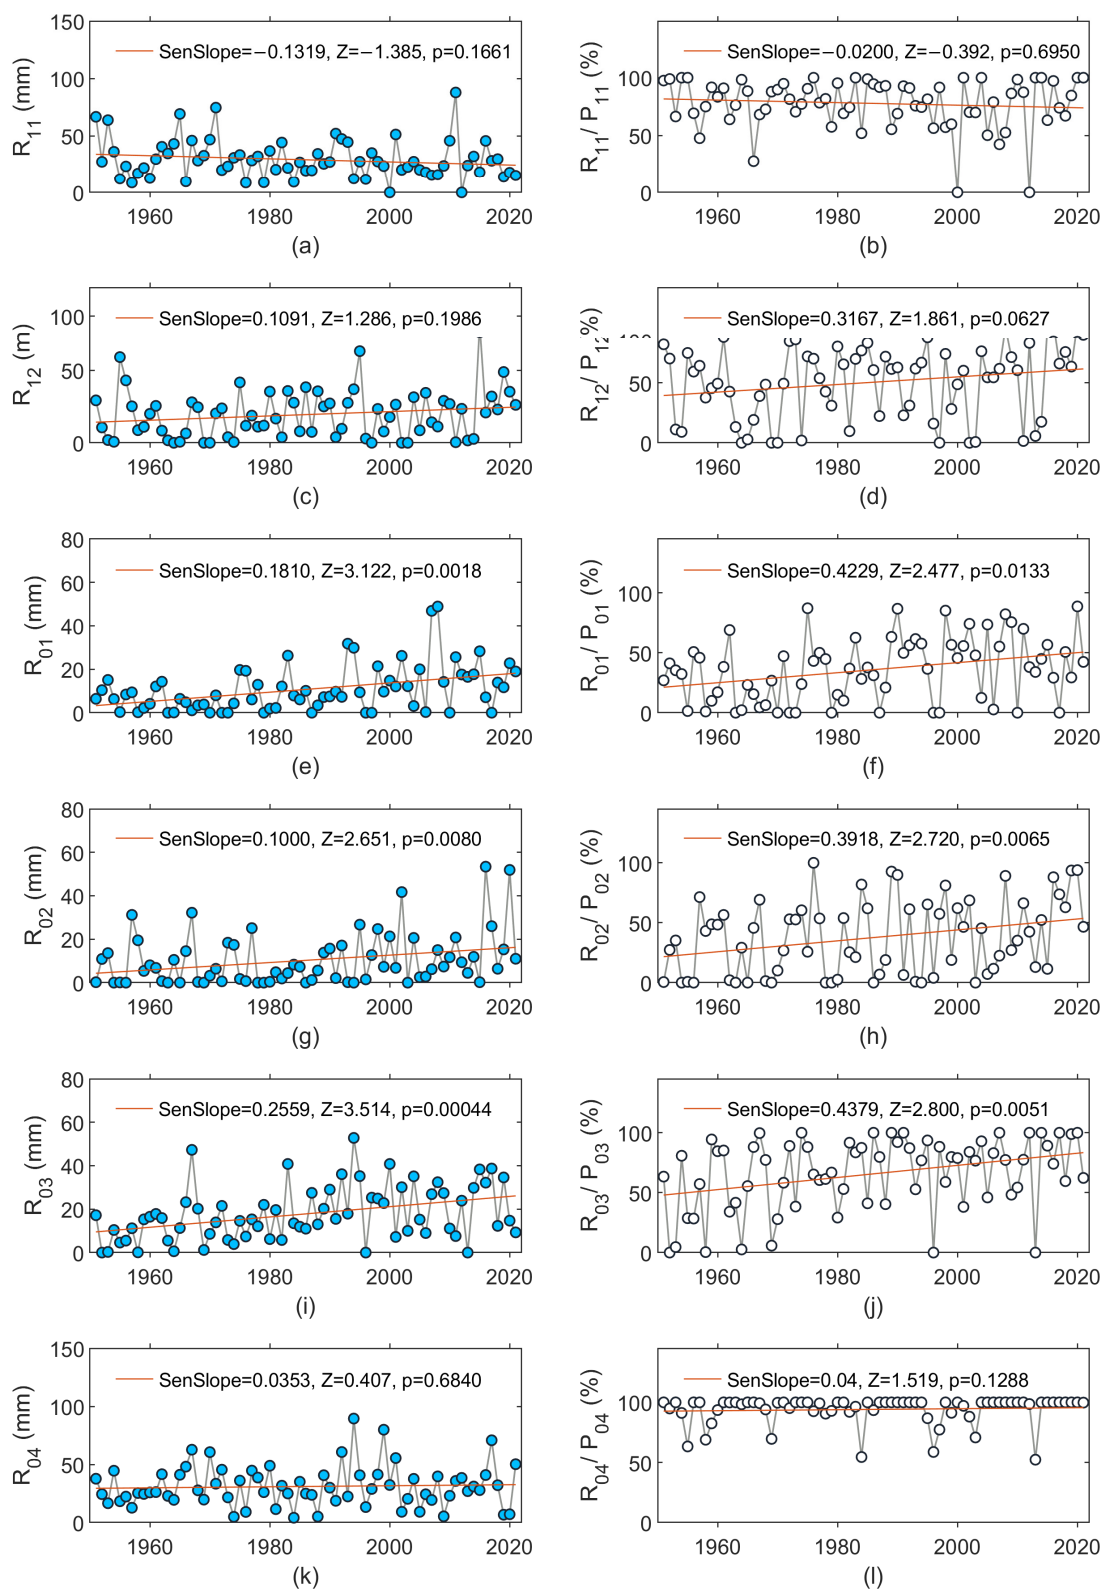 150
100
50
0
R11 (mm)
SenSlope=−0.1319, Z=−1.385, p=0.1661
1960 1980 2000 2020
(a)
100
50
0
R11/ P11 (%)
SenSlope=−0.0200, Z=−0.392, p=0.6950
1960 1980 2000 2020
(b)
100
50
0
R12 (m)
SenSlope=0.1091, Z=1.286, p=0.1986
1960 1980 2000 2020
(c)
100
50
0
R12/ P12%)
SenSlope=0.3167, Z=1.861, p=0.0627
1960 1980 2000 2020
(d)
80
60
40
20
0
R01 (mm)
SenSlope=0.1810, Z=3.122, p=0.0018
1960 1980 2000 2020
(e)
100
50
0
R01/ P01 (%)
SenSlope=0.4229, Z=2.477, p=0.0133
1960 1980 2000 2020
(f)
80
60
40
20
0
R02 (mm)
SenSlope=0.1000, Z=2.651, p=0.0080
1960 1980 2000 2020
(g)
100
50
0
R02/ P02 (%)
SenSlope=0.3918, Z=2.720, p=0.0065
1960 1980 2000 2020
(h)
80
60
40
20
0
R03 (mm)
SenSlope=0.2559, Z=3.514, p=0.00044
1960 1980 2000 2020
(i)
100
50
0
R03/ P03 (%)
SenSlope=0.4379, Z=2.800, p=0.0051
1960 1980 2000 2020
(j)
150
100
50
0
R04 (mm)
SenSlope=0.0353, Z=0.407, p=0.6840
1960 1980 2000 2020
(k)
100
50
0
R04/ P04 (%)
SenSlope=0.04, Z=1.519, p=0.1288
1960 1980 2000 2020
(l)